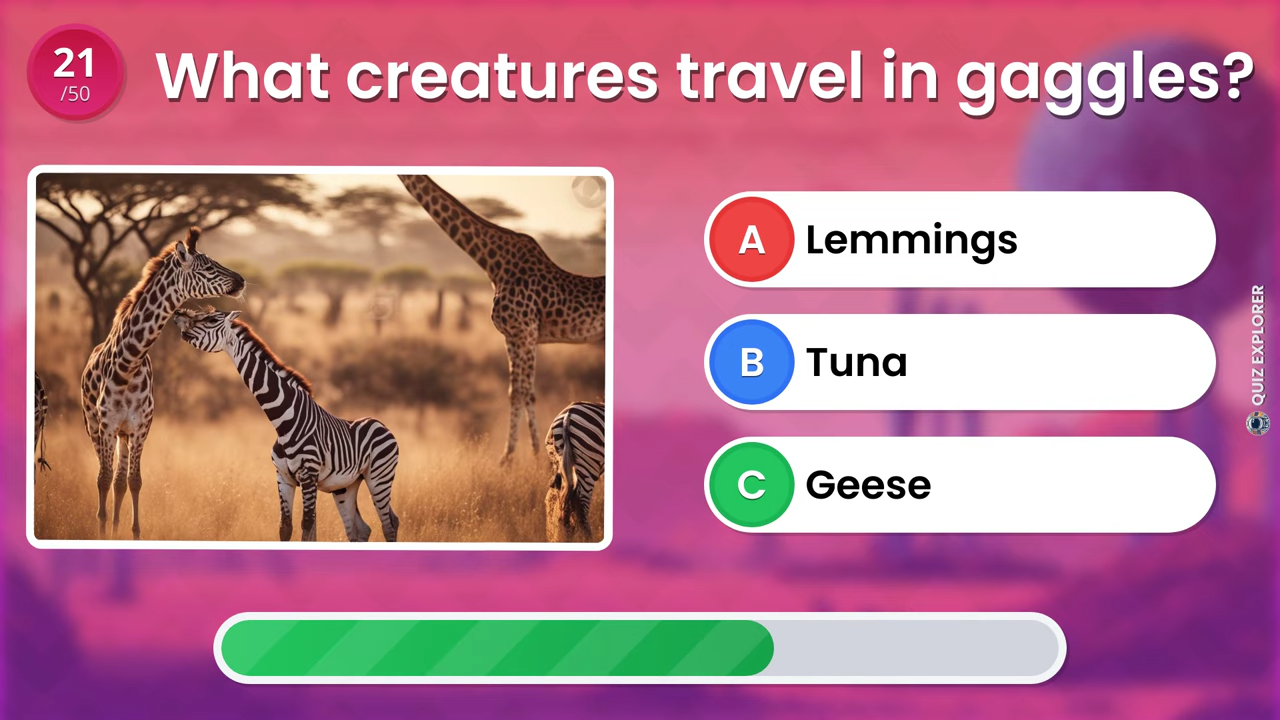 21
/50
What creatures travel in gaggles?
A Lemmings
B Tuna
C Geese
QUIZ EXPLORER